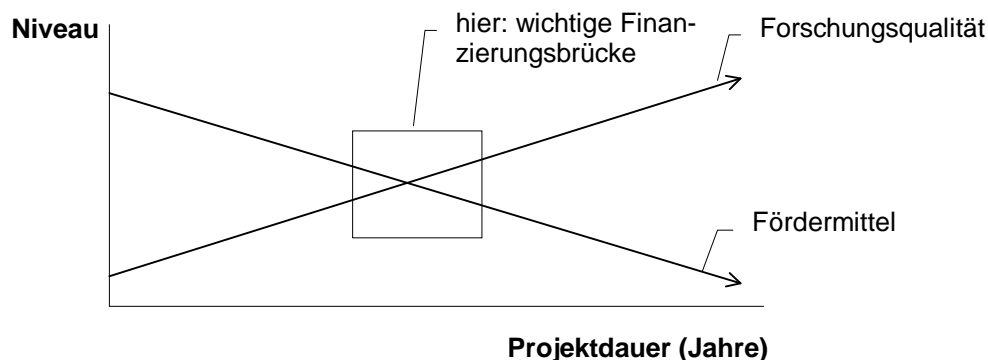 Niveau
hier: wichtige Finan-
zierungsbrücke
Forschungsqualität
Fördermittel
Projektdauer (Jahre)